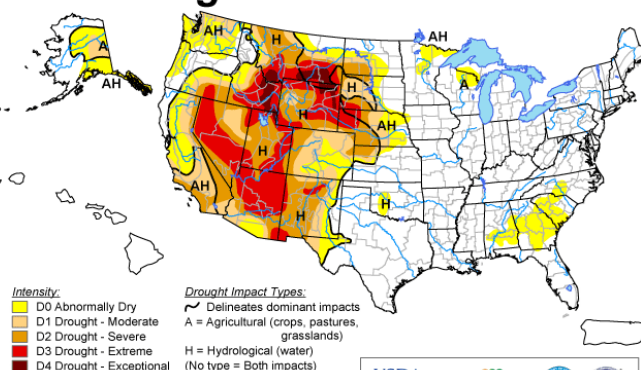 AH
H
AH
A
A
AH
H
H
AH
H
AH
H
H
Intensity:
D0 Abnormally Dry
D1 Drought - Moderate
D2 Drought - Severe
D3 Drought - Extreme
D4 Drought - Exceptional
Drought Impact Types:
Delineates dominant impacts
A = Agricultural (crops, pastures,
grasslands)
H = Hydrological (water)
(No type = Both impacts)